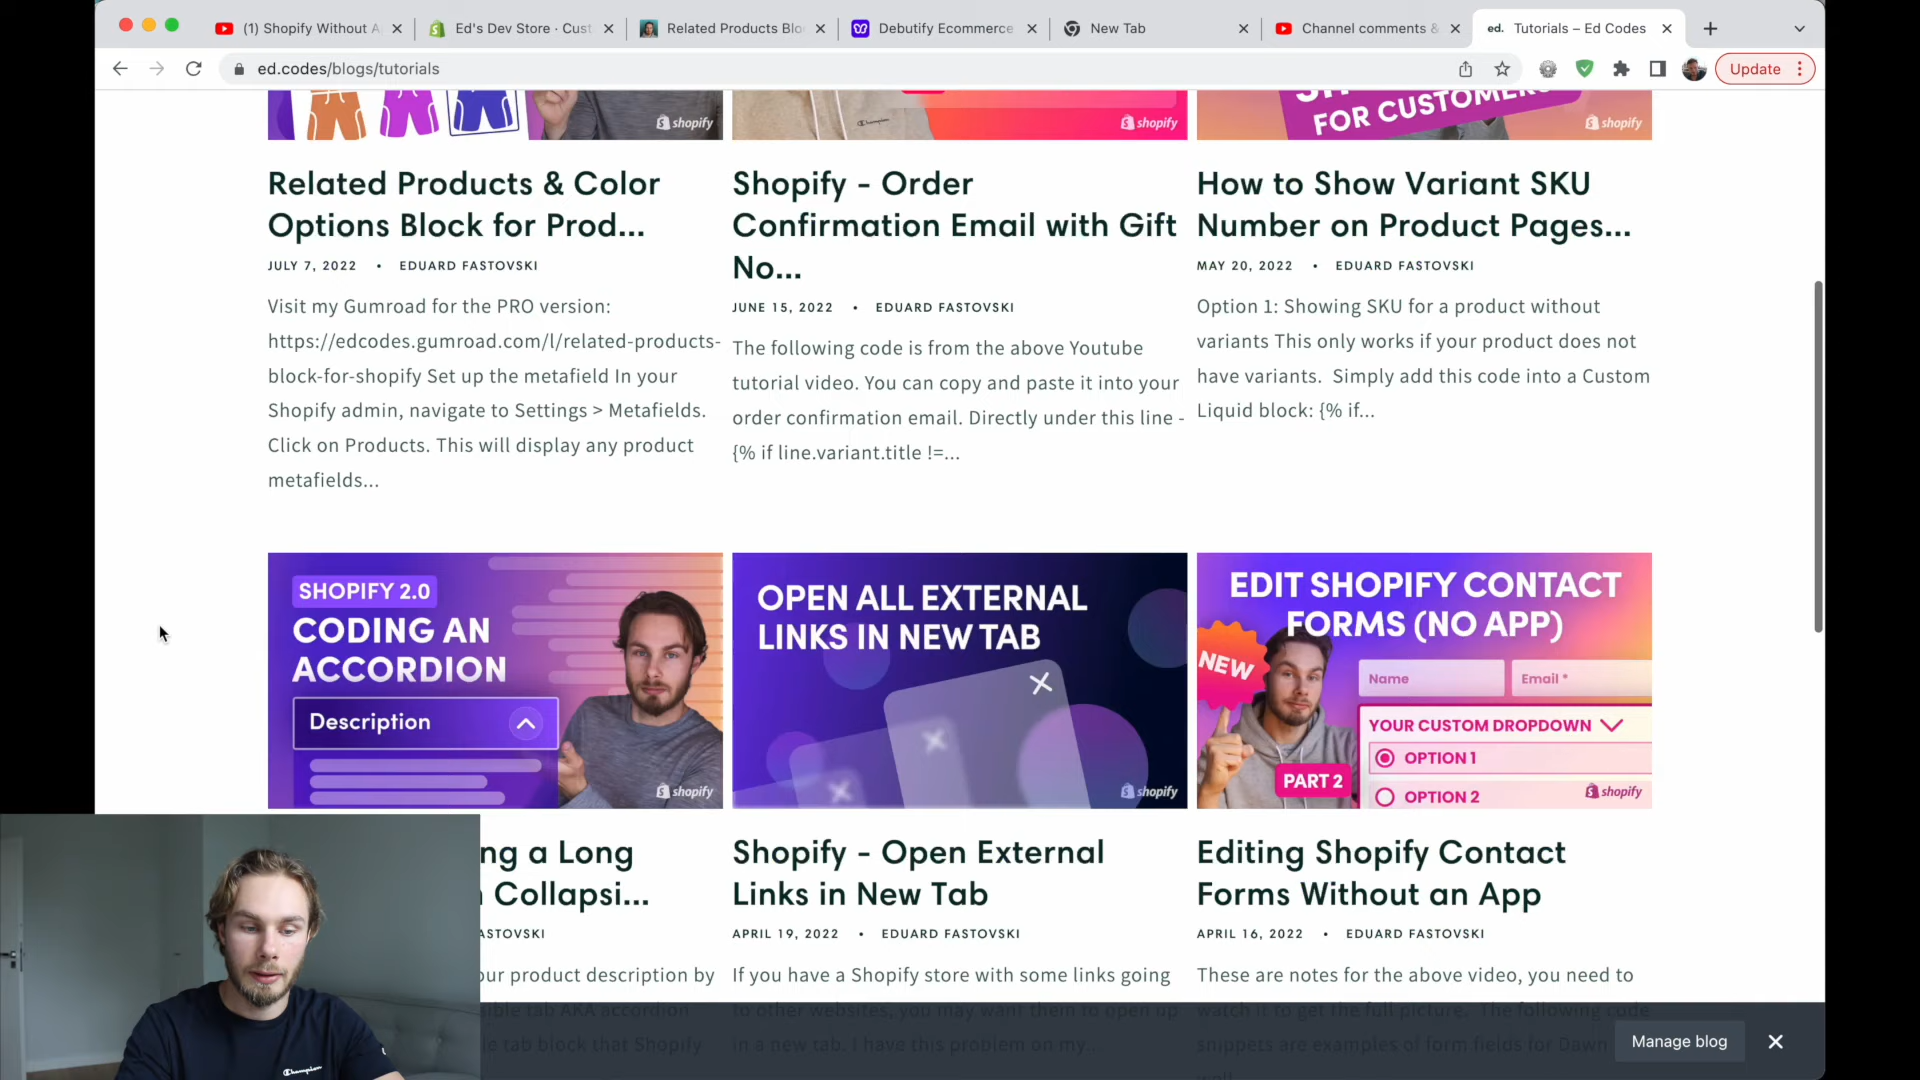 (1) Shopify Without A
Ed's Dev Store · Cust
Related Products Blo
Debutify Ecommerce
New Tab
Channel comments &
ed. Tutorials – Ed Codes
ed.codes/blogs/tutorials
Update
shopify
Champion
shopify
FOR CUSTOMERS
shopify
Related Products & Color
Options Block for Prod...
JULY 7, 2022 • EDUARD FASTOVSKI
Visit my Gumroad for the PRO version:
https://edcodes.gumroad.com/l/related-products-
block-for-shopify Set up the metafield In your
Shopify admin, navigate to Settings > Metafields.
Click on Products. This will display any product
metafields...
Shopify - Order
Confirmation Email with Gift
No...
JUNE 15, 2022 • EDUARD FASTOVSKI
The following code is from the above Youtube
tutorial video. You can copy and paste it into your
order confirmation email. Directly under this line -
{% if line.variant.title !=...
How to Show Variant SKU
Number on Product Pages...
MAY 20, 2022 • EDUARD FASTOVSKI
Option 1: Showing SKU for a product without
variants This only works if your product does not
have variants.  Simply add this code into a Custom
Liquid block: {% if...
SHOPIFY 2.0
CODING AN
ACCORDION
Description
shopify
OPEN ALL EXTERNAL
LINKS IN NEW TAB
shopify
EDIT SHOPIFY CONTACT
FORMS (NO APP)
NEW
Name
Email *
YOUR CUSTOM DROPDOWN
OPTION 1
OPTION 2
PART 2
shopify
ng a Long
Collapsi...
ASTOVSKI
our product description by
ible tab AKA accordion
le tab block that Shopify
Shopify - Open External
Links in New Tab
APRIL 19, 2022 • EDUARD FASTOVSKI
If you have a Shopify store with some links going
to other websites, you may want them to open up
in a new tab. I have this problem on my...
Editing Shopify Contact
Forms Without an App
APRIL 16, 2022 • EDUARD FASTOVSKI
These are notes for the above video, you need to
watch it to get the full picture.  The following code
snippets are examples of form fields for Dawn
Manage blog
Champion